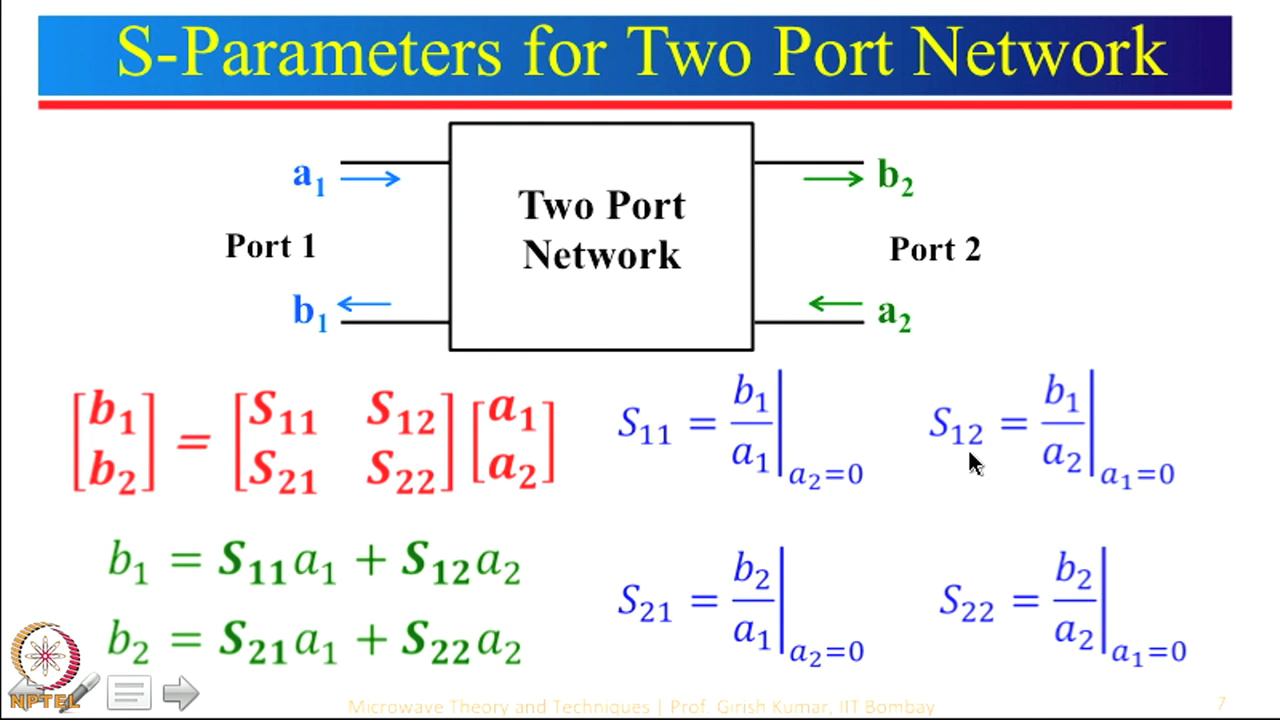 S-Parameters for Two Port Network
a₁
b₂
Two Port
Network
Port 1
Port 2
b₁
a₂
[b₁ b₂] = [S₁₁ S₁₂ S₂₁ S₂₂] [a₁ a₂]
S₁₁ = b₁/a₁ |a₂=0
S₁₂ = b₁/a₂ |a₁=0
b₁ = S₁₁a₁ + S₁₂a₂
b₂ = S₂₁a₁ + S₂₂a₂
S₂₁ = b₂/a₁ |a₂=0
S₂₂ = b₂/a₂ |a₁=0
NPTEL
Microwave Theory and Techniques | Prof. Girish Kumar, IIT Bombay
7